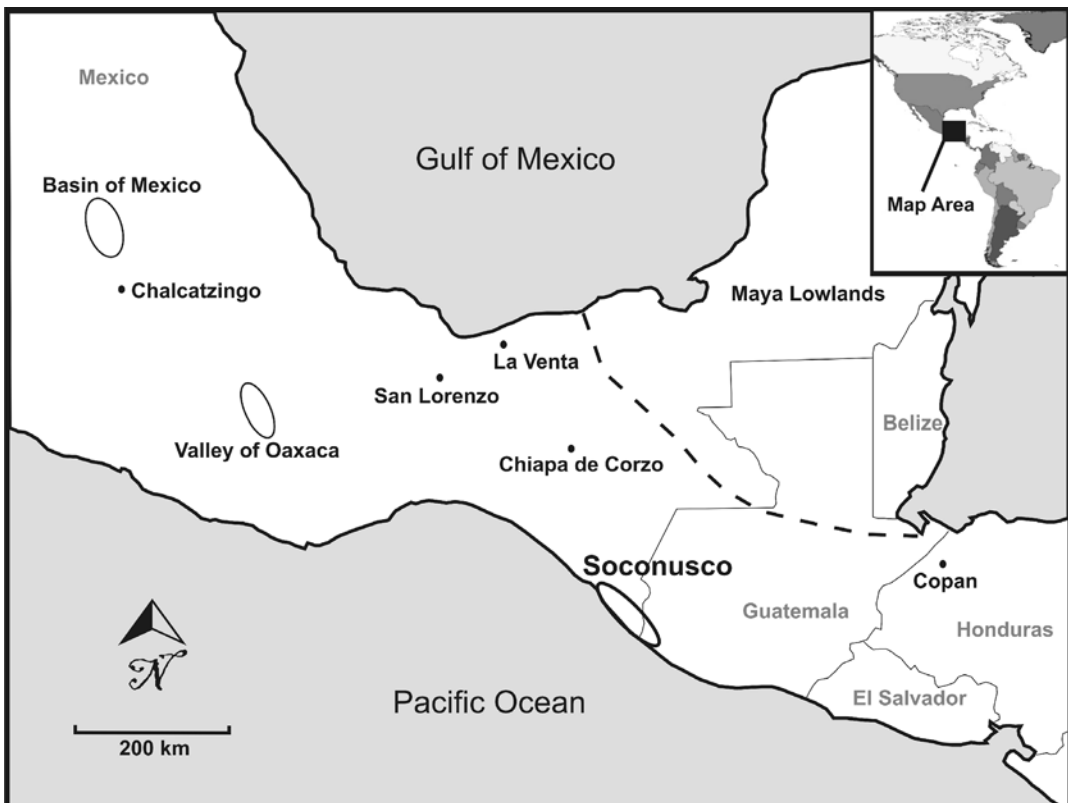 Mexico
Gulf of Mexico
Map Area
Basin of Mexico
Chalcatzingo
Maya Lowlands
La Venta
San Lorenzo
Belize
Valley of Oaxaca
Chiapa de Corzo
Soconusco
Copan
Guatemala
Honduras
N
El Salvador
Pacific Ocean
200 km